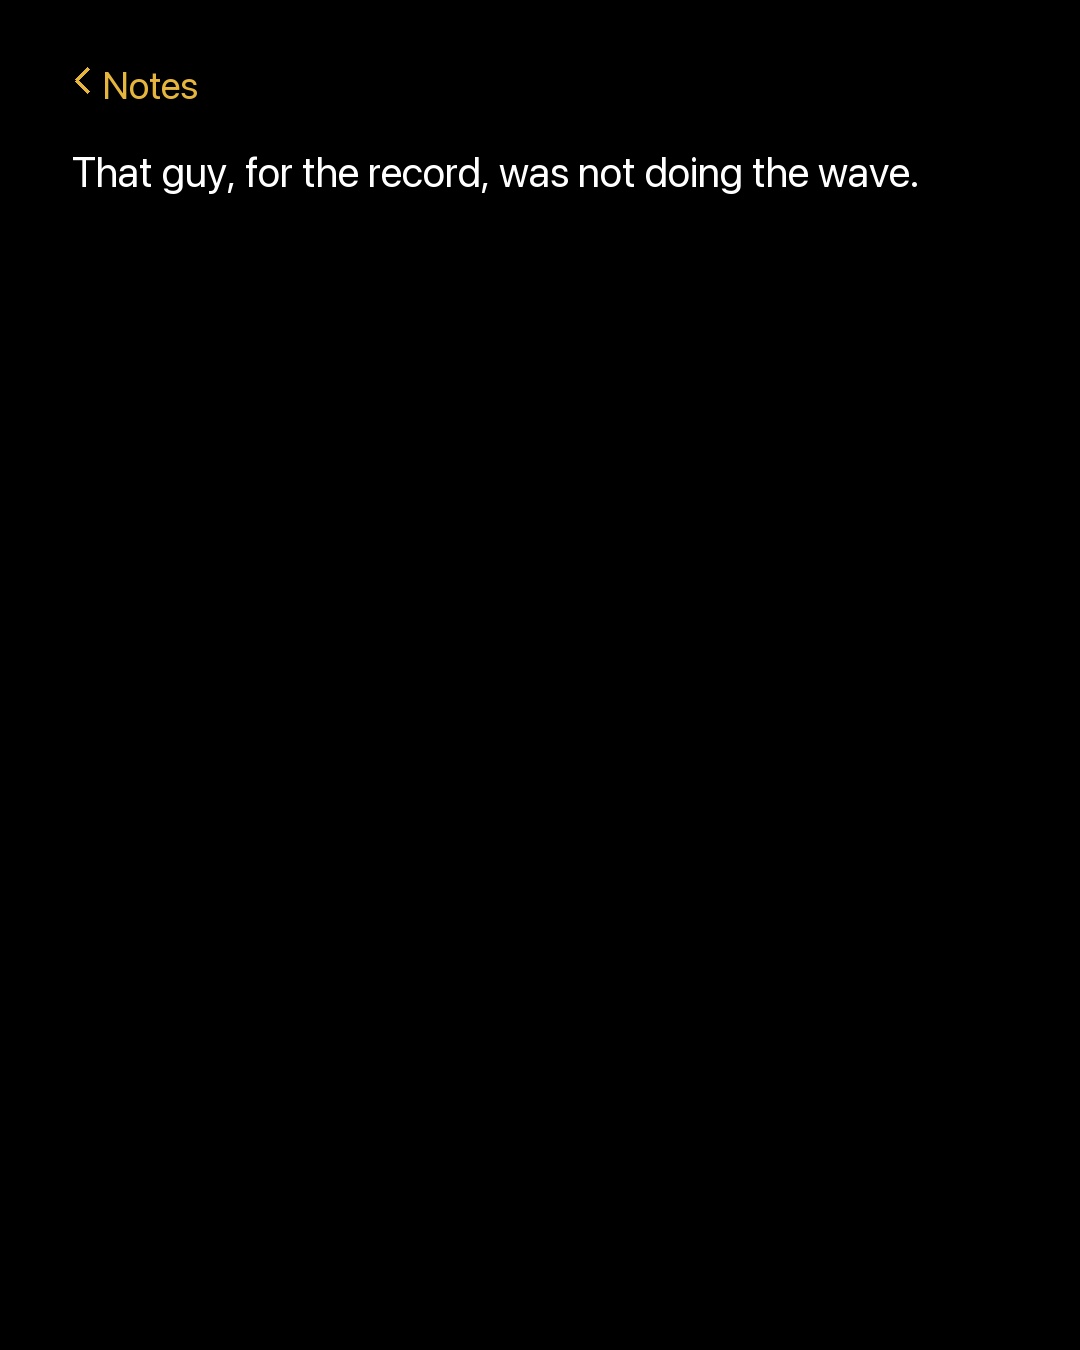 Notes
That guy, for the record, was not doing the wave.